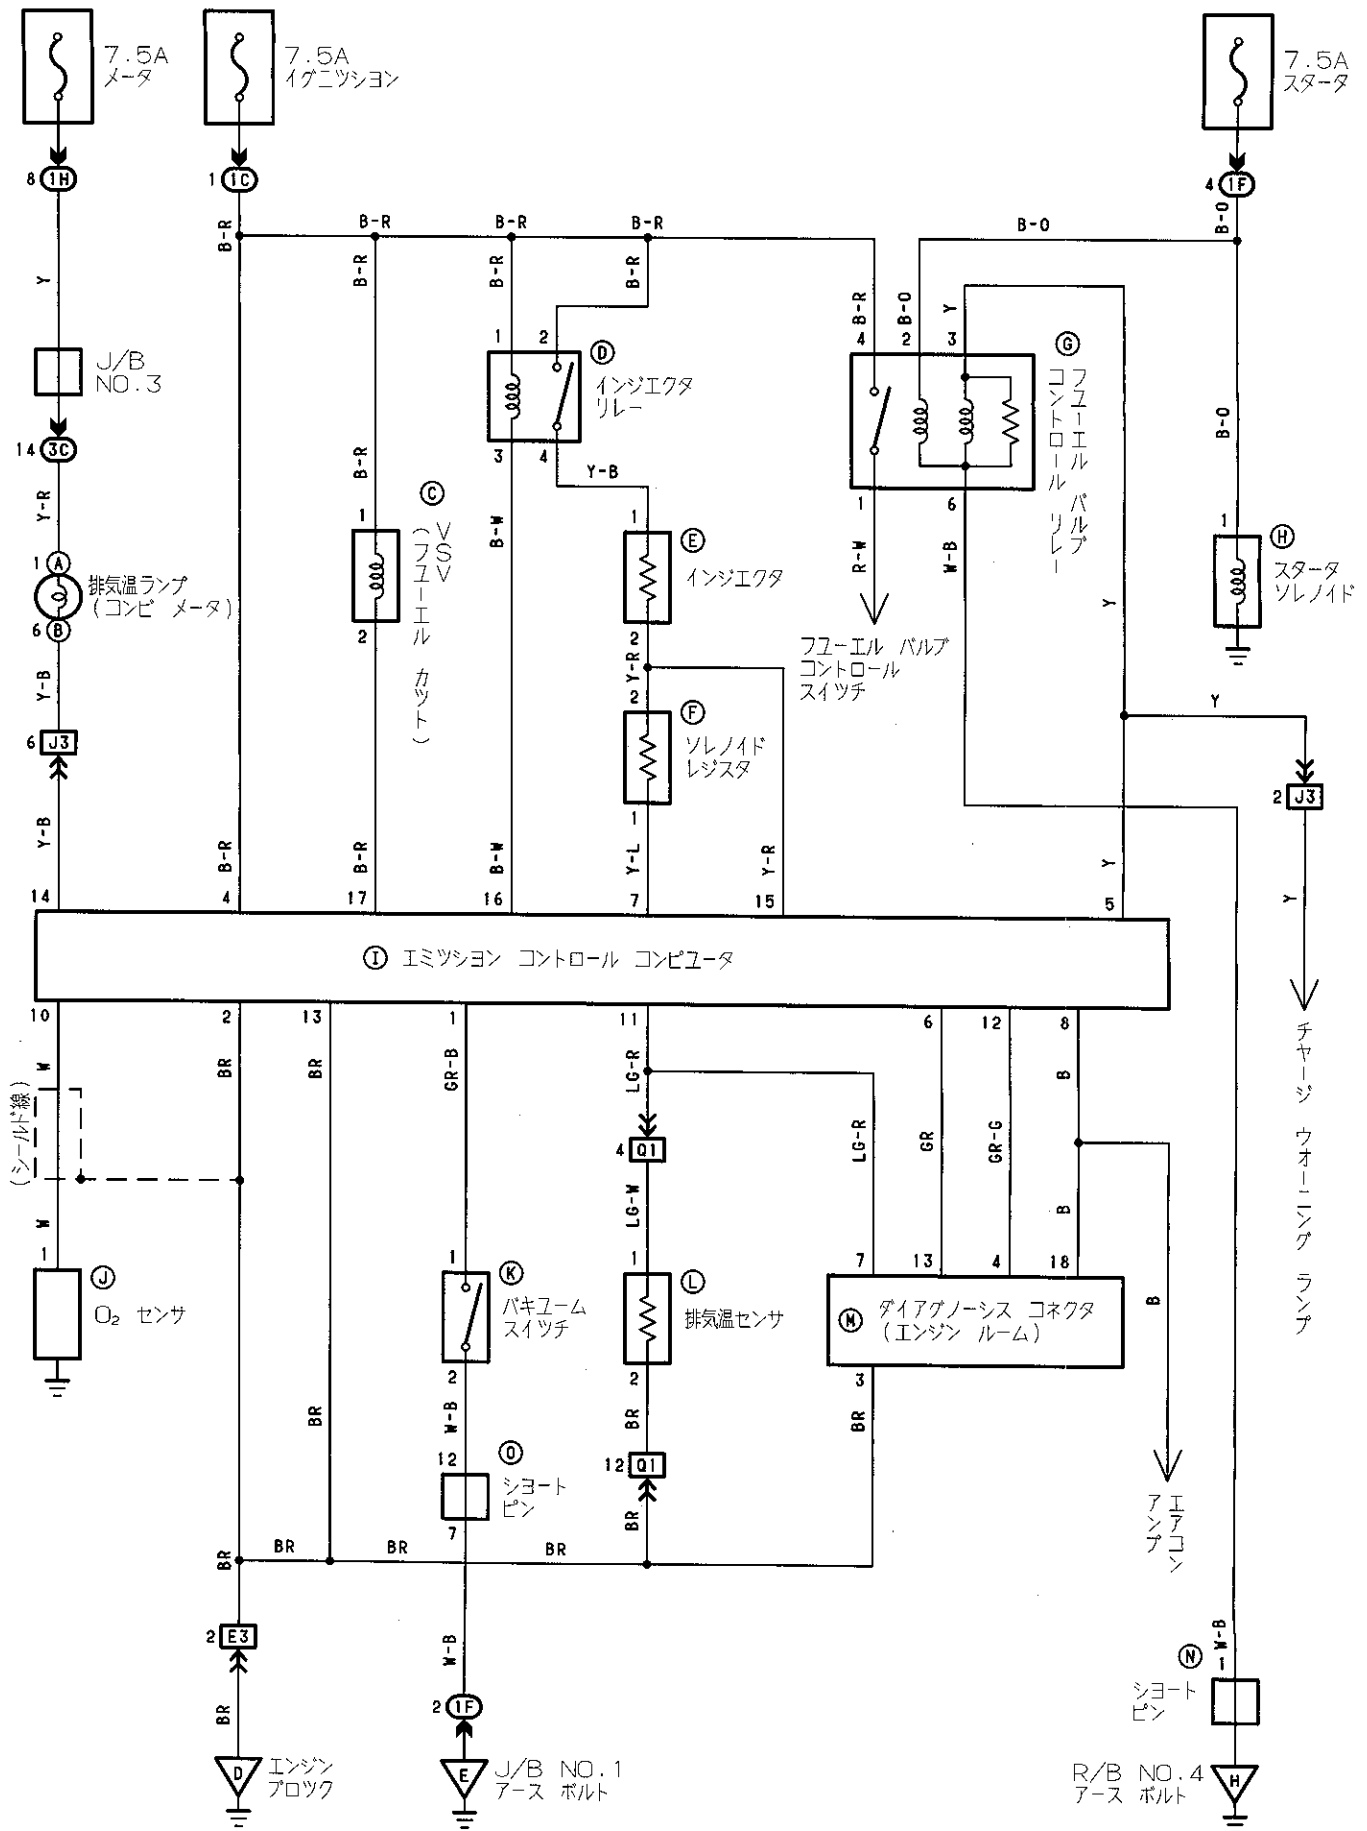 7.5A
メータ
7.5A
イグニツシヨン
7.5A
スタータ
8 1H
1 1C
4 1F
B-R
B-R
B-R
B-R
B-O
B-O
Y
B-R
B-R
B-R
B-R
B-O
Y
J/B
NO.3
1
2
D
インジエクタ
リレー
4
2
3
G
フユーエル バルブ
コントロール リレー
B-O
14 3C
Y-R
B-R
3
4
Y-B
1
6
B-W
R-W
W-B
C
VSV
(フユーエル カツト)
1
2
1
E
インジエクタ
2
1
H
スタータ
ソレノイド
1 A
排気温ランプ
(コンビ メータ)
6 B
Y-B
Y
フユーエル バルブ
コントロール
スイツチ
Y-R
2
F
ソレノイド
レジスタ
1
Y
6 J3
2 J3
Y-B
B-R
B-R
B-W
Y-L
Y-R
Y
Y
14
4
17
16
7
15
5
I エミツシヨン コントロール コンピユータ
10
2
13
1
11
6
12
8
W
BR
BR
GR-B
LG-R
B
チヤージ ウオーニング ランプ
(シールド線)
4 Q1
LG-R
GR
GR-G
B
LG-W
W
1
J
O₂ センサ
1
K
バキユーム
スイツチ
2
1
L
排気温センサ
2
7
13
4
18
M ダイアグノーシス コネクタ
(エンジン ルーム)
3
B
BR
W-B
BR
BR
12
O
シヨート
ピン
7
12 Q1
BR
エアコン
アンプ
BR
BR
BR
BR
2 E3
W-B
W-B
N
1
シヨート
ピン
BR
2 1F
D
エンジン
ブロツク
E
J/B NO.1
アース ボルト
R/B NO.4
アース ボルト
H